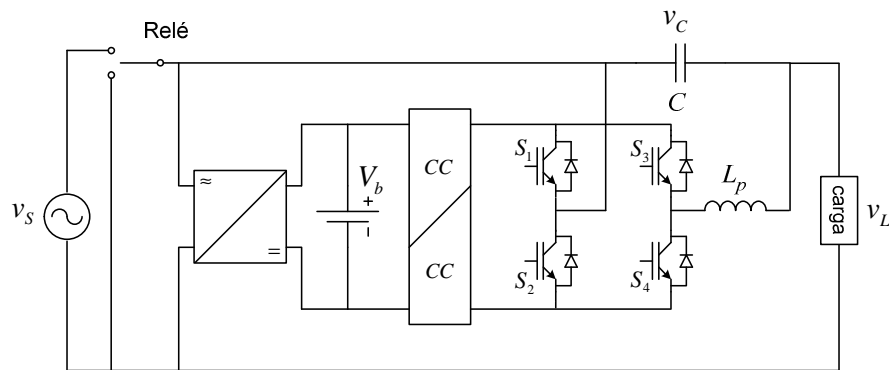 Relé
v_C
C
≈
=
V_b
+
-
CC
CC
S_1
S_3
S_2
S_4
L_p
v_S
carga
v_L